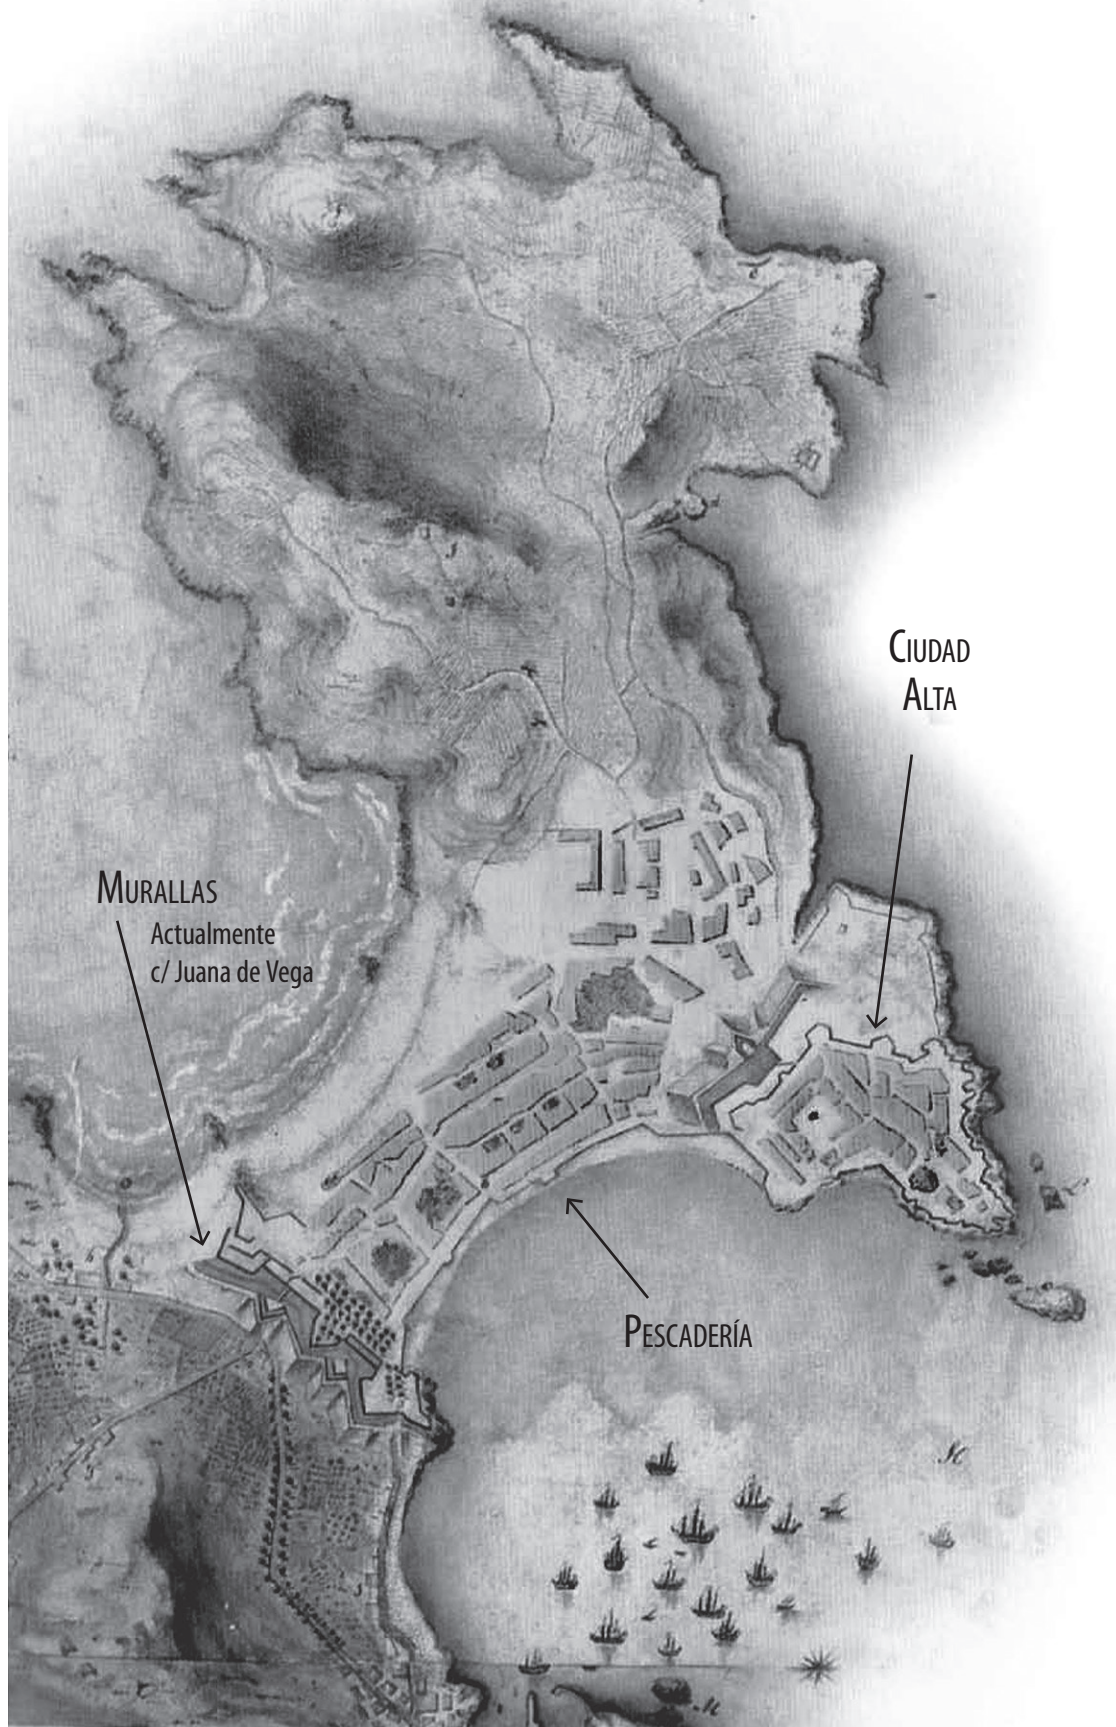 Ciudad
Alta
Murallas
Actualmente
c/ Juana de Vega
Pescadería